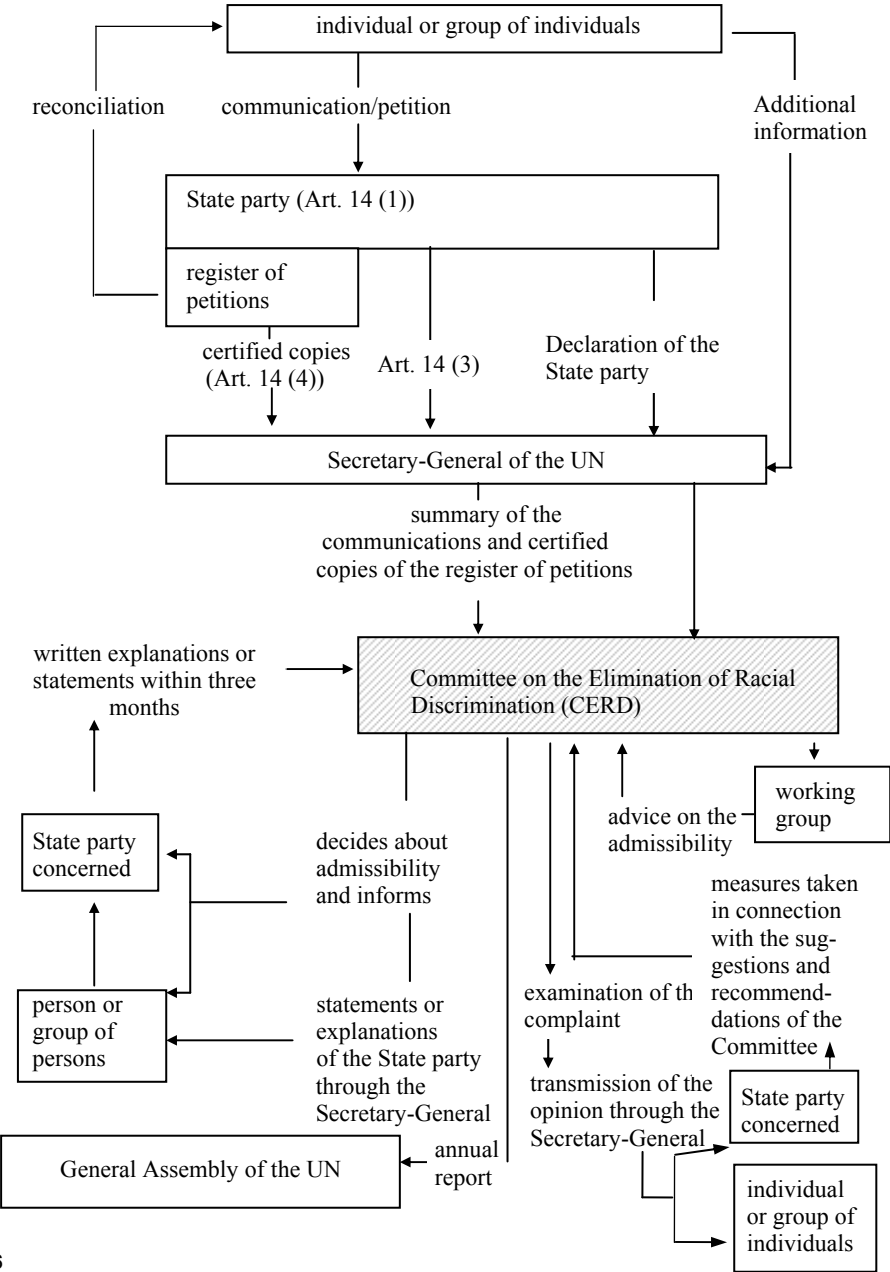 individual or group of individuals
reconciliation
communication/petition
Additional
information
State party (Art. 14 (1))
register of
petitions
certified copies
(Art. 14 (4))
Art. 14 (3)
Declaration of the
State party
Secretary-General of the UN
summary of the
communications and certified
copies of the register of petitions
written explanations or
statements within three
months
Committee on the Elimination of Racial
Discrimination (CERD)
working
group
advice on the
admissibility
State party
concerned
decides about
admissibility
and informs
measures taken
in connection
with the sug-
gestions and
recommend-
dations of the
Committee
person or
group of
persons
statements or
explanations
of the State party
through the
Secretary-General
examination of th
complaint
transmission of the
opinion through the
Secretary-General
State party
concerned
General Assembly of the UN
annual
report
individual
or group of
individuals